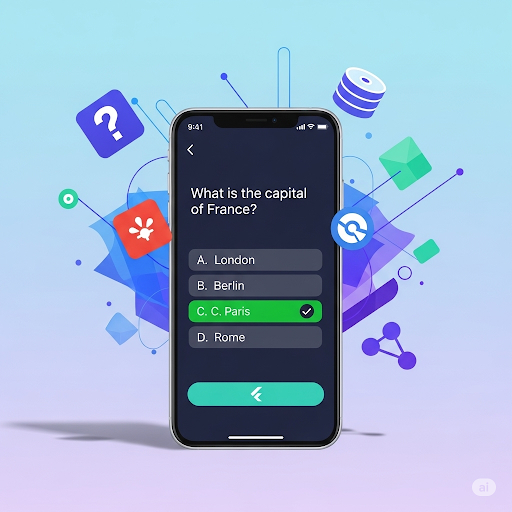 ?
9:41
What is the capital
of France?
A. London
B. Berlin
C. C. Paris
D. Rome
ai